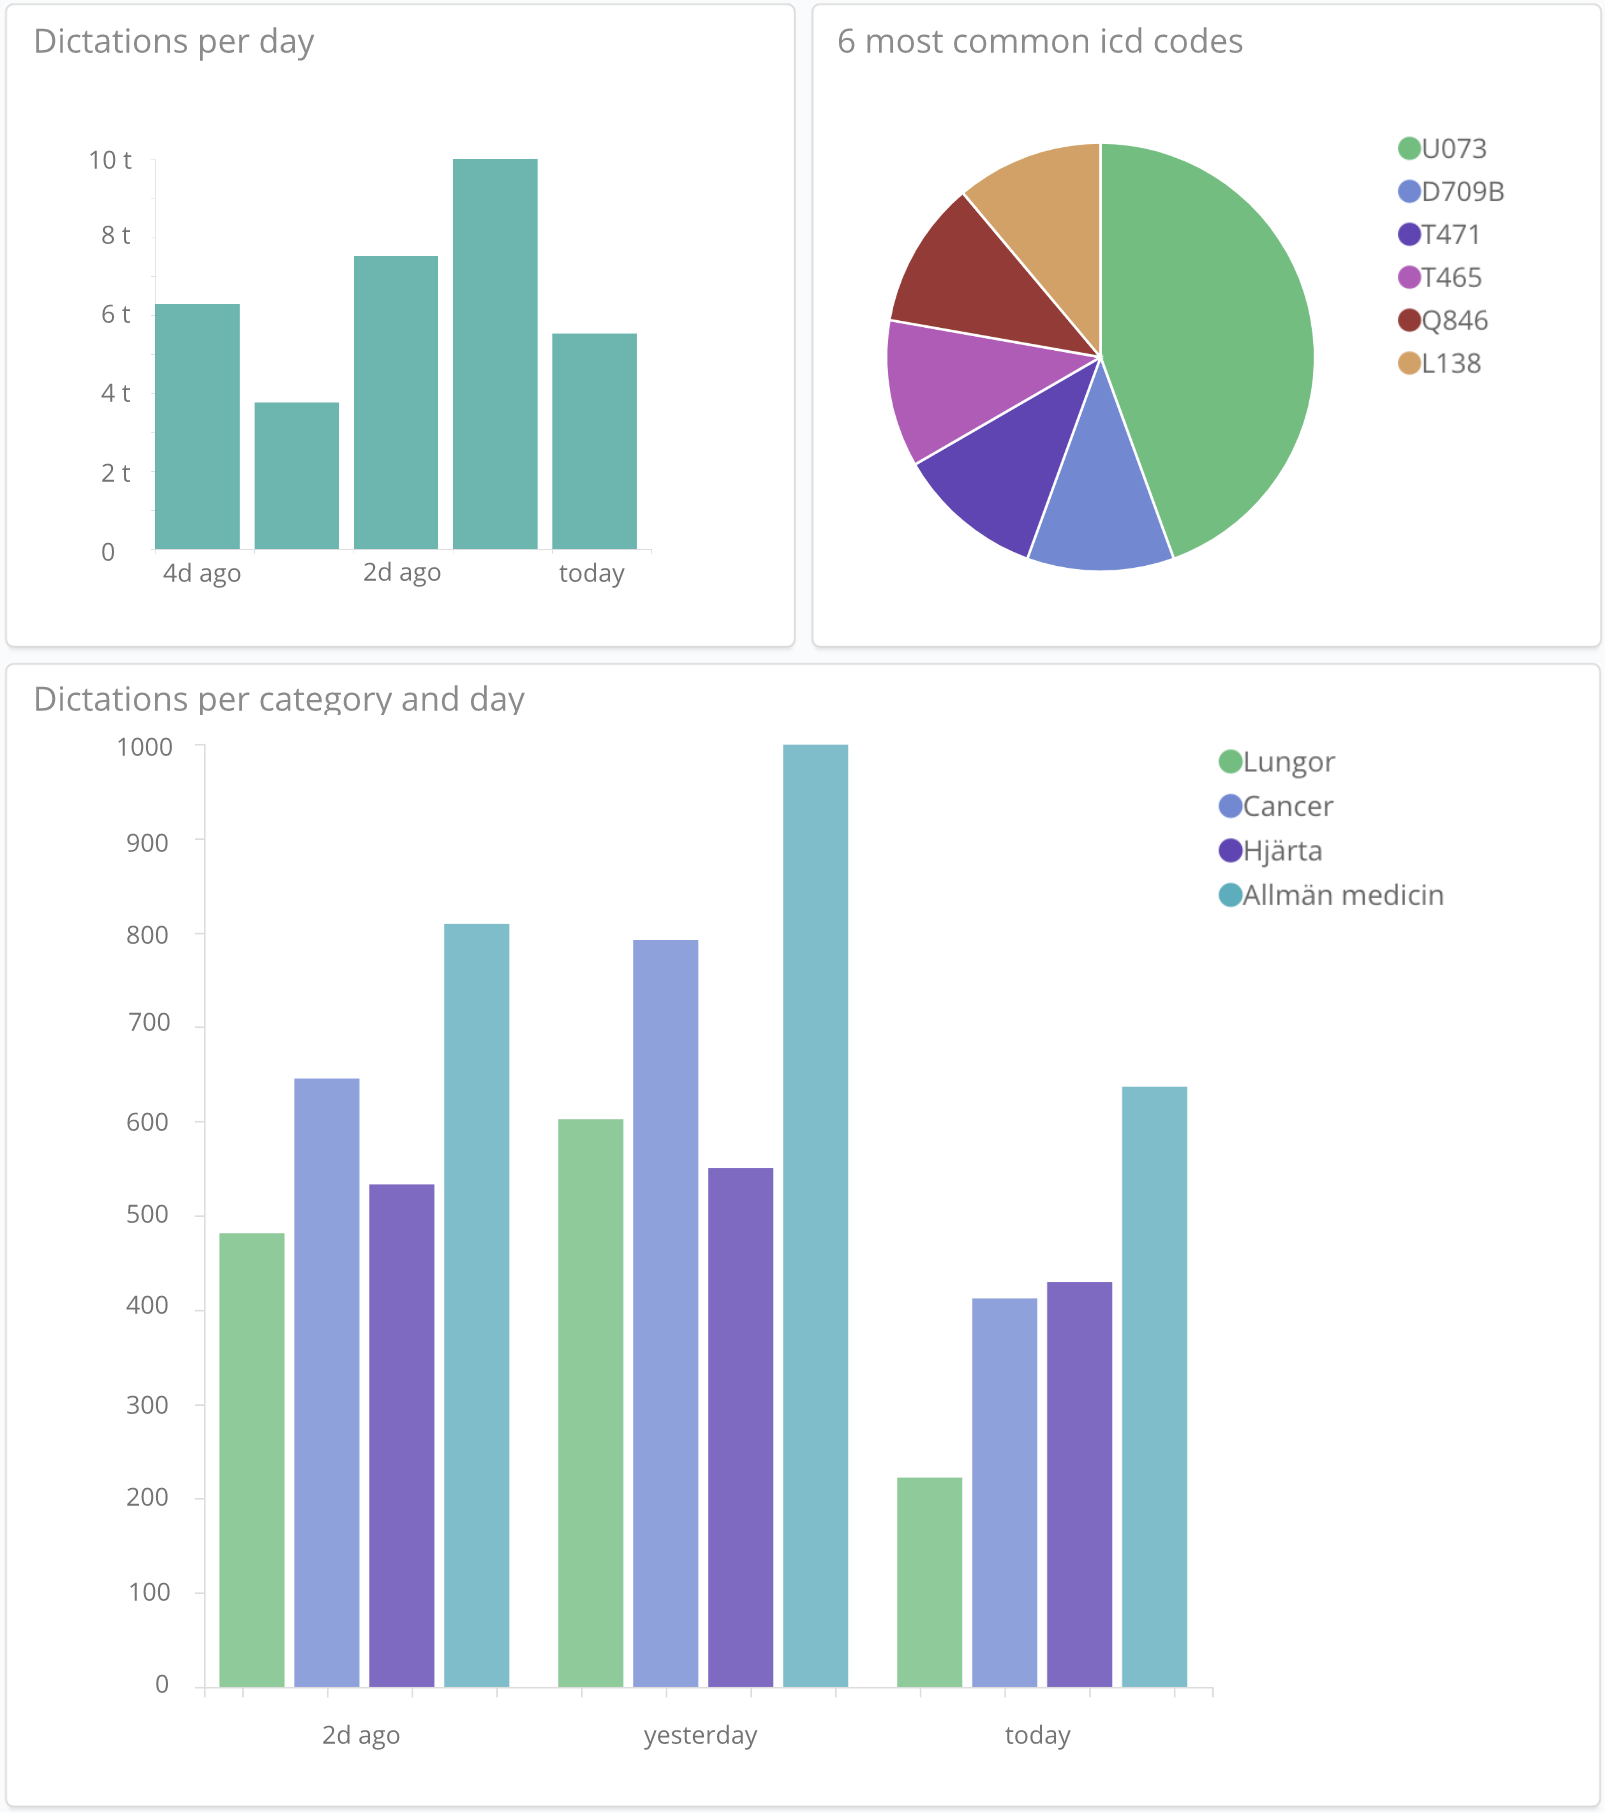 Dictations per day
10 t
8 t
6 t
4 t
2 t
0
4d ago
2d ago
today
6 most common icd codes
U073
D709B
T471
T465
Q846
L138
Dictations per category and day
1000
900
800
700
600
500
400
300
200
100
0
2d ago
yesterday
today
Lungor
Cancer
Hjärta
Allmän medicin